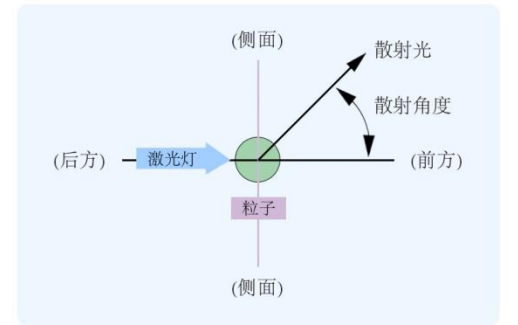 (侧面)
散射光
散射角度
(后方)
激光灯
(前方)
粒子
(侧面)